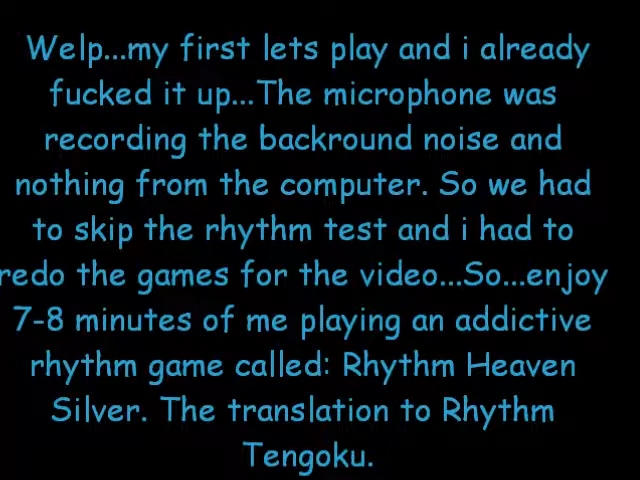 Welp...my first lets play and i already
fucked it up...The microphone was
recording the backround noise and
nothing from the computer. So we had
to skip the rhythm test and i had to
redo the games for the video...So...enjoy
7-8 minutes of me playing an addictive
rhythm game called: Rhythm Heaven
Silver. The translation to Rhythm
Tengoku.